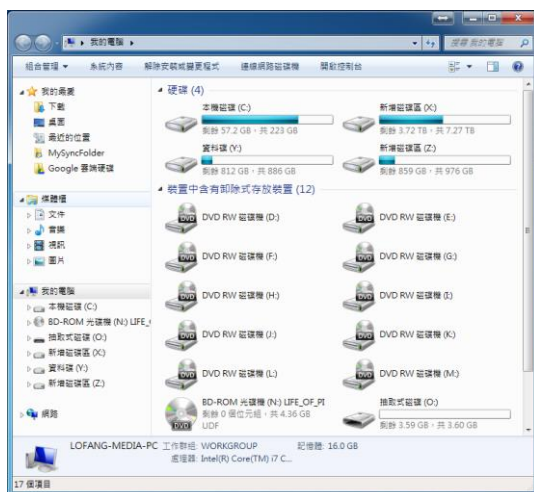 我的電腦
搜尋 我的電腦
組合管理
系統內容
解除安裝或變更程式
連線網路磁碟機
開啟控制台
我的最愛
下載
桌面
最近的位置
MySyncFolder
Google 雲端硬碟
媒體櫃
文件
音樂
視訊
圖片
我的電腦
本機磁碟 (C:)
BD-ROM 光碟機 (N:) LIFE_
抽取式磁碟 (O:)
新增磁碟區 (X:)
資料碟 (Y:)
新增磁碟區 (Z:)
網路
硬碟 (4)
本機磁碟 (C:)
剩餘 57.2 GB，共 223 GB
新增磁碟區 (X:)
剩餘 3.72 TB，共 7.27 TB
資料碟 (Y:)
剩餘 812 GB，共 886 GB
新增磁碟區 (Z:)
剩餘 859 GB，共 976 GB
裝置中含有卸除式存放裝置 (12)
DVD RW 磁碟機 (D:)
DVD RW 磁碟機 (E:)
DVD RW 磁碟機 (F:)
DVD RW 磁碟機 (G:)
DVD RW 磁碟機 (H:)
DVD RW 磁碟機 (I:)
DVD RW 磁碟機 (J:)
DVD RW 磁碟機 (K:)
DVD RW 磁碟機 (L:)
DVD RW 磁碟機 (M:)
BD-ROM 光碟機 (N:) LIFE_OF_PI
剩餘 0 個位元組，共 4.36 GB
UDF
抽取式磁碟 (O:)
剩餘 3.59 GB，共 3.60 GB
LOFANG-MEDIA-PC 工作群組: WORKGROUP 記憶體: 16.0 GB
處理器: Intel(R) Core(TM) i7 C...
17 個項目